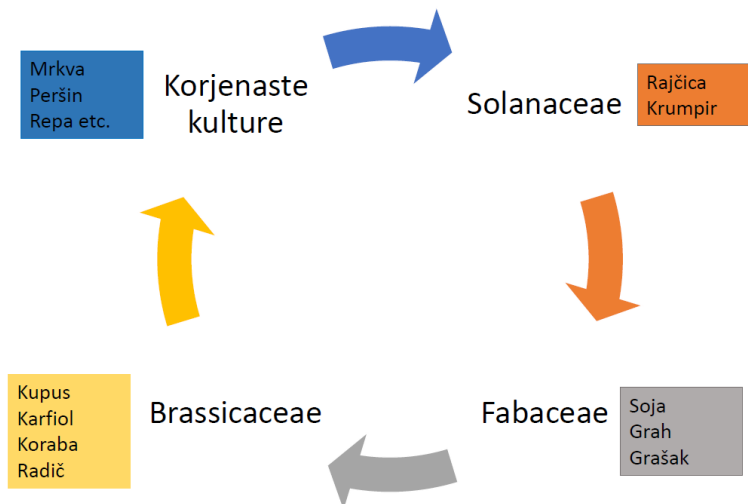 Mrkva
Peršin
Repa etc.
Korjenaste
kulture
Solanaceae
Rajčica
Krumpir
Kupus
Karfiol
Koraba
Radič
Brassicaceae
Fabaceae
Soja
Grah
Grašak